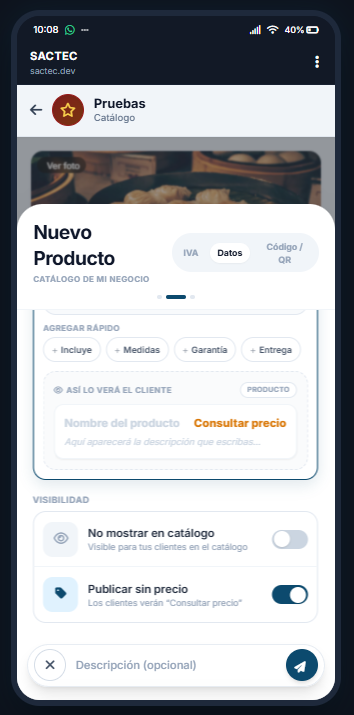 10:08
40%
SACTEC
sactec.dev
Pruebas
Catálogo
Ver foto
Nuevo
Producto
CATÁLOGO DE MI NEGOCIO
IVA
Datos
Código /
QR
AGREGAR RÁPIDO
+ Incluye
+ Medidas
+ Garantía
+ Entrega
ASÍ LO VERÁ EL CLIENTE
PRODUCTO
Nombre del producto
Consultar precio
Aquí aparecerá la descripción que escribas...
VISIBILIDAD
No mostrar en catálogo
Visible para tus clientes en el catálogo
Publicar sin precio
Los clientes verán "Consultar precio"
Descripción (opcional)